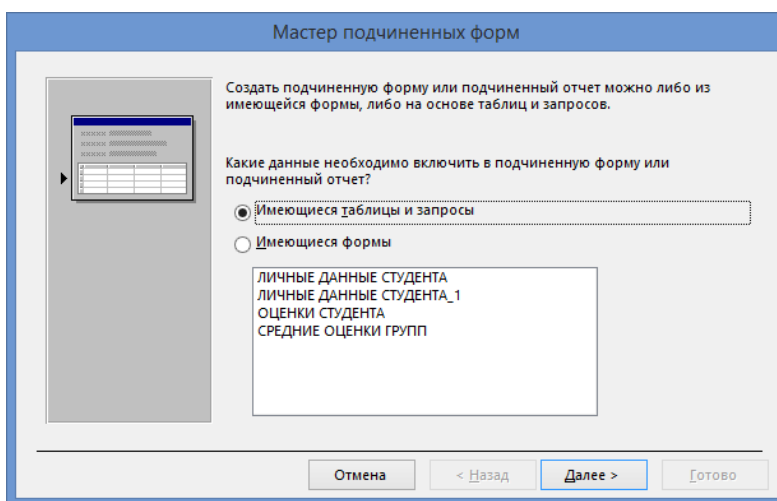 Мастер подчиненных форм
Создать подчиненную форму или подчиненный отчет можно либо из
имеющейся формы, либо на основе таблиц и запросов.
Какие данные необходимо включить в подчиненную форму или
подчиненный отчет?
Имеющиеся таблицы и запросы
Имеющиеся формы
ЛИЧНЫЕ ДАННЫЕ СТУДЕНТА
ЛИЧНЫЕ ДАННЫЕ СТУДЕНТА_1
ОЦЕНКИ СТУДЕНТА
СРЕДНИЕ ОЦЕНКИ ГРУПП
Отмена
< Назад
Далее >
Готово